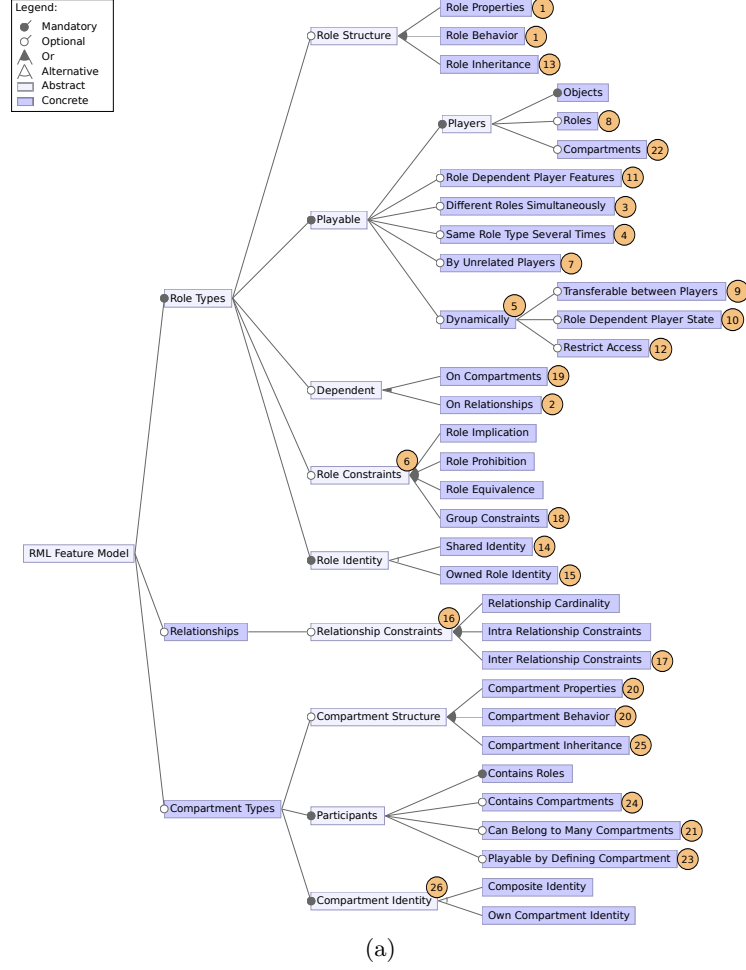 Legend:
Mandatory
Optional
Or
Alternative
Abstract
Concrete
Role Properties 1
Role Structure
Role Behavior 1
Role Inheritance 13
Objects
Players
Roles 8
Compartments 22
Role Dependent Player Features 11
Different Roles Simultaneously 3
Playable
Same Role Type Several Times 4
By Unrelated Players 7
Role Types
Transferable between Players 9
5
Dynamically
Role Dependent Player State 10
Restrict Access 12
On Compartments 19
Dependent
On Relationships 2
Role Implication
6
Role Prohibition
Role Constraints
Role Equivalence
Group Constraints 18
Shared Identity 14
RML Feature Model
Role Identity
Owned Role Identity 15
Relationship Cardinality
16
Relationships
Relationship Constraints
Intra Relationship Constraints
Inter Relationship Constraints 17
Compartment Properties 20
Compartment Structure
Compartment Behavior 20
Compartment Inheritance 25
Contains Roles
Compartment Types
Contains Compartments 24
Participants
Can Belong to Many Compartments 21
Playable by Defining Compartment 23
26
Composite Identity
Compartment Identity
Own Compartment Identity
(a)